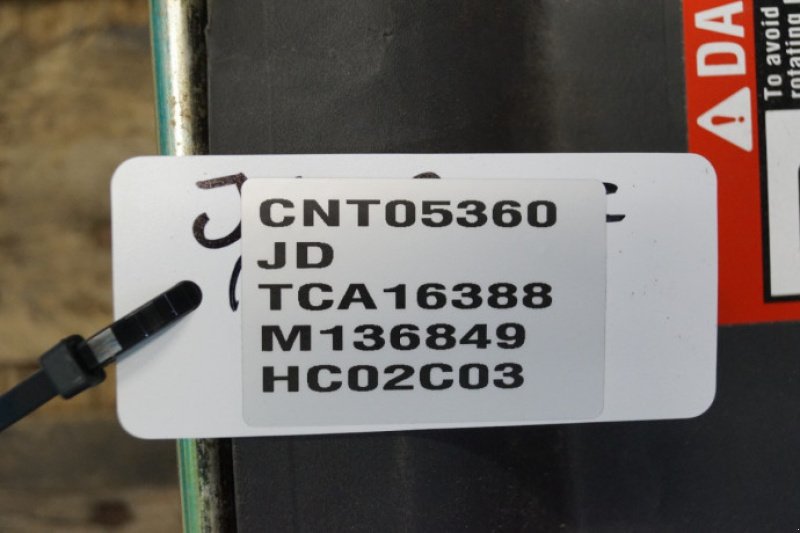 CNT05360
JD
TCA16388
M136849
HC02C03
DA
To avoid
rotating